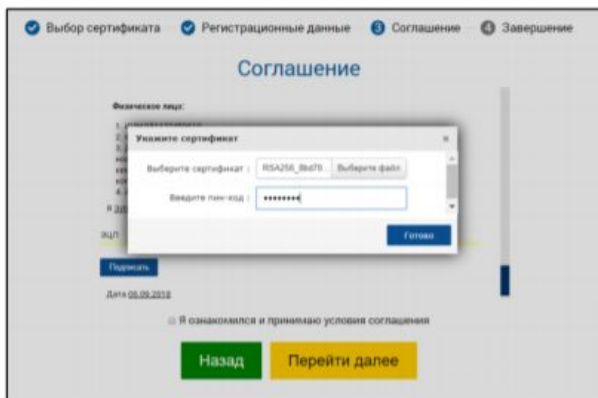 Выбор сертификата Регистрационные данные 3 Соглашение 4 Завершение
Соглашение
Физическое лицо:
Укажите сертификат
Выберите сертификат : Выберите файл
Введите пин-код : ••••••••
Готово
ЭЦП
Подписать
Дата 06.09.2018
Я ознакомился и принимаю условия соглашения
Назад Перейти далее